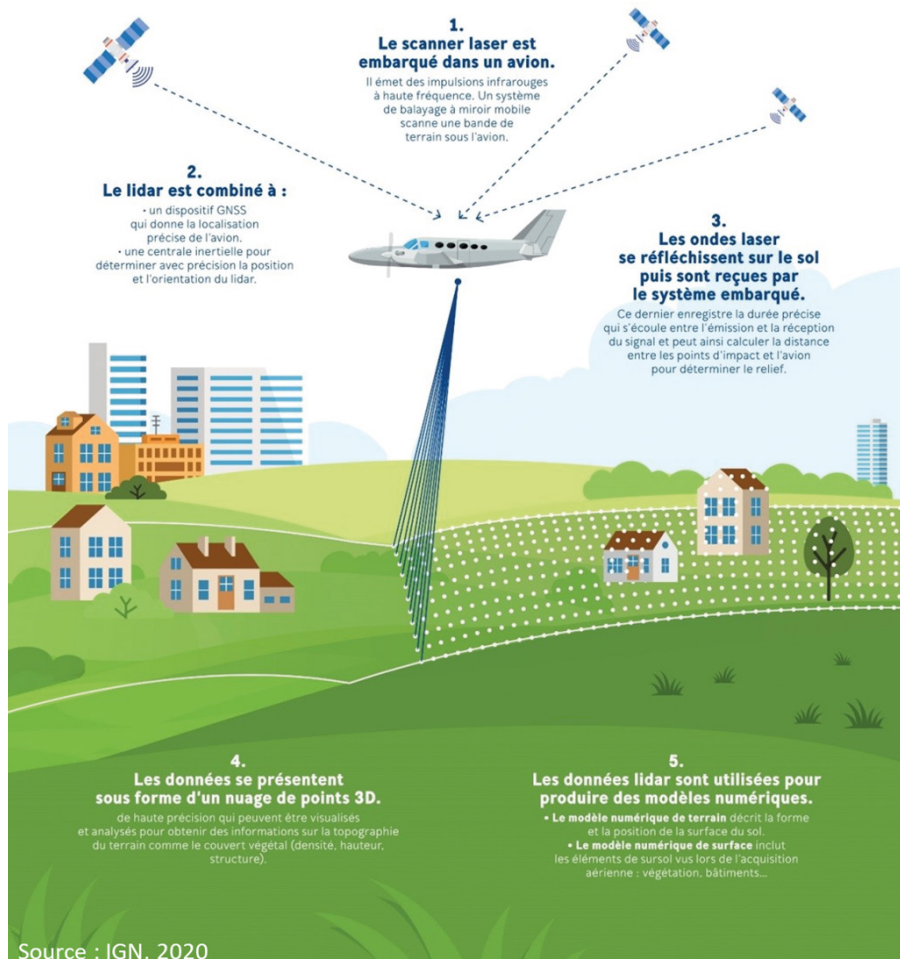 1.
Le scanner laser est
embarqué dans un avion.
Il émet des impulsions infrarouges
à haute fréquence. Un système
de balayage à miroir mobile
scanne une bande de
terrain sous l'avion.
2.
Le lidar est combiné à :
• un dispositif GNSS
qui donne la localisation
précise de l'avion,
• une centrale inertielle pour
déterminer avec précision la position
et l'orientation du lidar.
3.
Les ondes laser
se réfléchissent sur le sol
puis sont reçues par
le système embarqué.
Ce dernier enregistre la durée précise
qui s'écoule entre l'émission et la réception
du signal et peut ainsi calculer la distance
entre les points d'impact et l'avion
pour déterminer le relief.
4.
Les données se présentent
sous forme d'un nuage de points 3D.
de haute précision qui peuvent être visualisés
et analysés pour obtenir des informations sur la topographie
du terrain comme le couvert végétal (densité, hauteur,
structure).
5.
Les données lidar sont utilisées pour
produire des modèles numériques.
• Le modèle numérique de terrain décrit la forme
et la position de la surface du sol.
• Le modèle numérique de surface inclut
les éléments de sursol vus lors de l'acquisition
aérienne : végétation, bâtiments...
Source : IGN, 2020